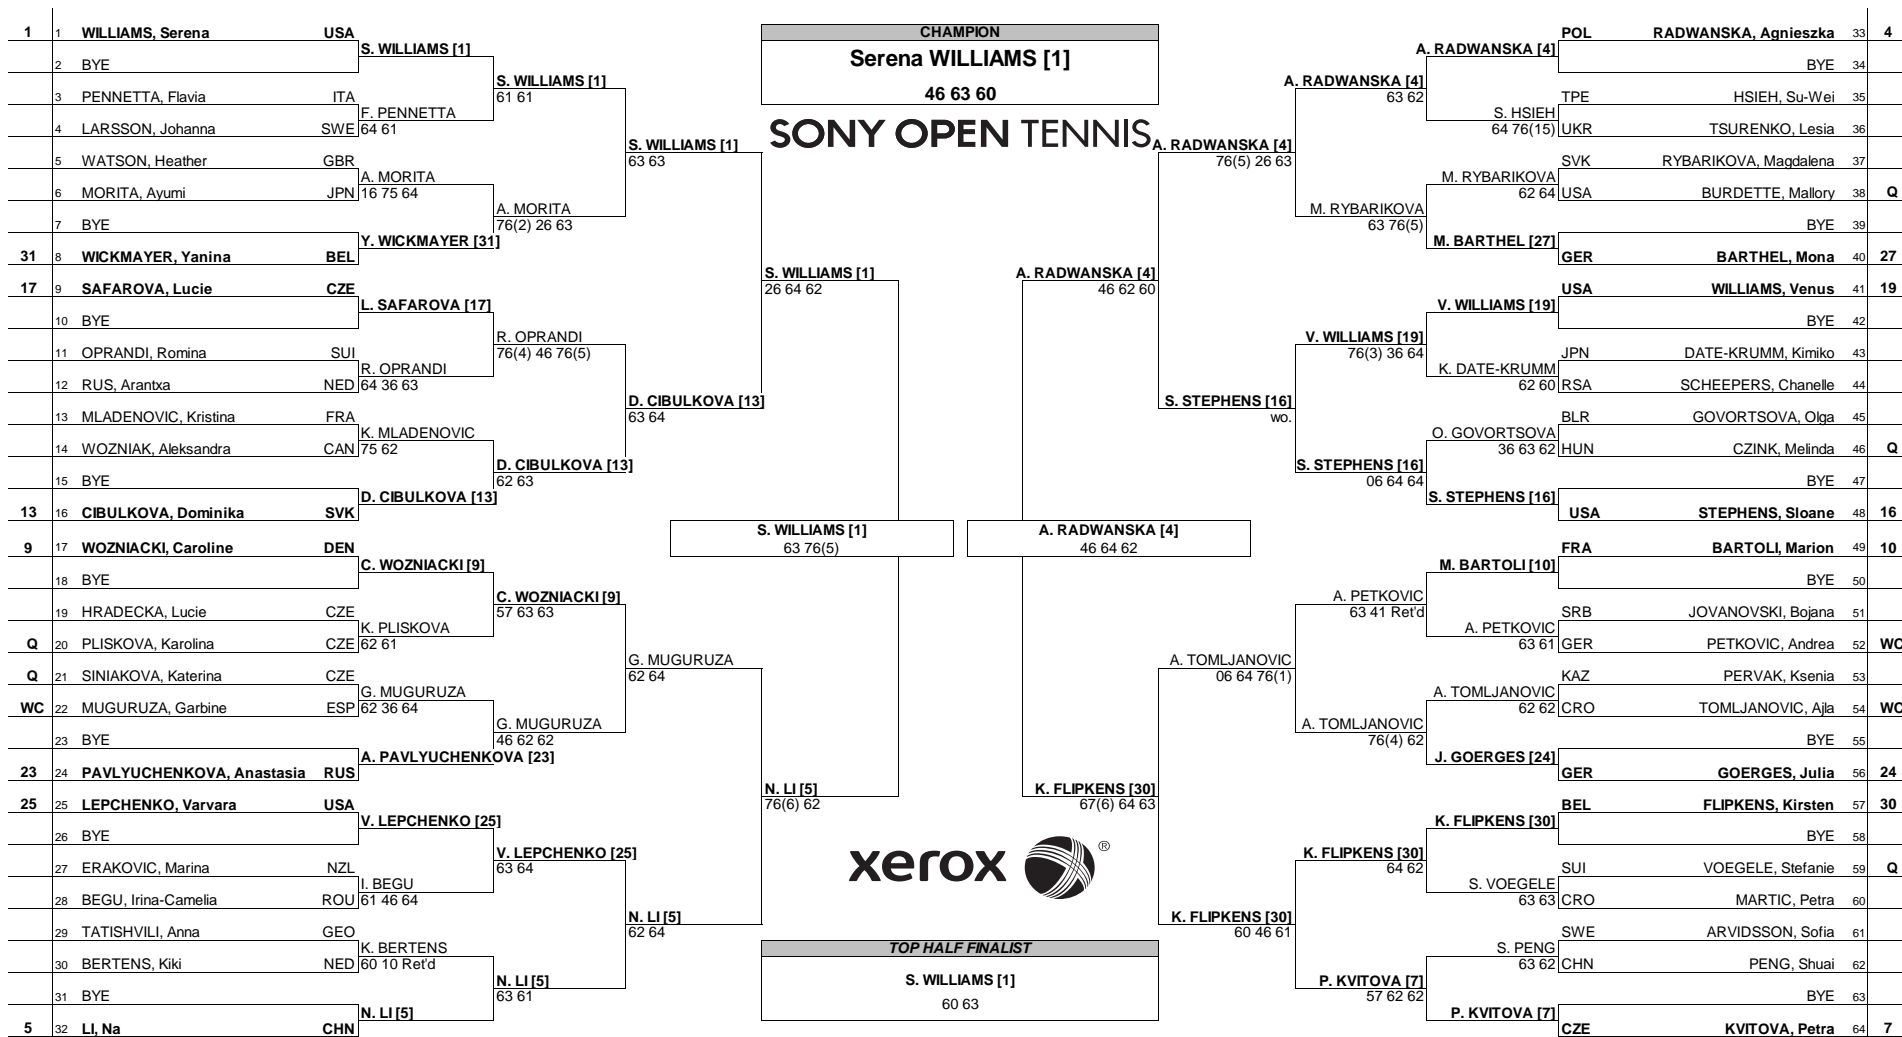 1 1 WILLIAMS, Serena USA
2 BYE
3 PENNETTA, Flavia ITA
4 LARSSON, Johanna SWE
5 WATSON, Heather GBR
6 MORITA, Ayumi JPN
7 BYE
31 8 WICKMAYER, Yanina BEL
17 9 SAFAROVA, Lucie CZE
10 BYE
11 OPRANDI, Romina SUI
12 RUS, Arantxa NED
13 MLADENOVIC, Kristina FRA
14 WOZNIAK, Aleksandra CAN
15 BYE
13 16 CIBULKOVA, Dominika SVK
9 17 WOZNIACKI, Caroline DEN
18 BYE
19 HRADECKA, Lucie CZE
Q 20 PLISKOVA, Karolina CZE
Q 21 SINIAKOVA, Katerina CZE
WC 22 MUGURUZA, Garbine ESP
23 BYE
23 24 PAVLYUCHENKOVA, Anastasia RUS
25 25 LEPCHENKO, Varvara USA
26 BYE
27 ERAKOVIC, Marina NZL
28 BEGU, Irina-Camelia ROU
29 TATISHVILI, Anna GEO
30 BERTENS, Kiki NED
31 BYE
5 32 LI, Na CHN
S. WILLIAMS [1]
F. PENNETTA
64 61
A. MORITA
16 75 64
Y. WICKMAYER [31]
L. SAFAROVA [17]
R. OPRANDI
64 36 63
K. MLADENOVIC
75 62
D. CIBULKOVA [13]
C. WOZNIACKI [9]
K. PLISKOVA
62 61
G. MUGURUZA
62 36 64
A. PAVLYUCHENKOVA [23]
V. LEPCHENKO [25]
I. BEGU
61 46 64
K. BERTENS
60 10 Ret'd
N. LI [5]
S. WILLIAMS [1]
61 61
A. MORITA
76(2) 26 63
R. OPRANDI
76(4) 46 76(5)
D. CIBULKOVA [13]
62 63
C. WOZNIACKI [9]
57 63 63
G. MUGURUZA
46 62 62
V. LEPCHENKO [25]
63 64
N. LI [5]
63 61
S. WILLIAMS [1]
63 63
D. CIBULKOVA [13]
63 64
G. MUGURUZA
62 64
N. LI [5]
62 64
S. WILLIAMS [1]
26 64 62
N. LI [5]
76(6) 62
S. WILLIAMS [1]
63 76(5)
CHAMPION
Serena WILLIAMS [1]
46 63 60
SONY OPEN TENNIS
xerox ®
TOP HALF FINALIST
S. WILLIAMS [1]
60 63
A. RADWANSKA [4]
46 64 62
A. RADWANSKA [4]
46 62 60
K. FLIPKENS [30]
67(6) 64 63
A. RADWANSKA [4]
76(5) 26 63
S. STEPHENS [16]
wo.
A. TOMLJANOVIC
06 64 76(1)
K. FLIPKENS [30]
60 46 61
A. RADWANSKA [4]
63 62
M. RYBARIKOVA
63 76(5)
V. WILLIAMS [19]
76(3) 36 64
S. STEPHENS [16]
06 64 64
A. PETKOVIC
63 41 Ret'd
A. TOMLJANOVIC
76(4) 62
K. FLIPKENS [30]
64 62
P. KVITOVA [7]
57 62 62
A. RADWANSKA [4]
S. HSIEH
64 76(15)
M. RYBARIKOVA
62 64
M. BARTHEL [27]
V. WILLIAMS [19]
K. DATE-KRUMM
62 60
O. GOVORTSOVA
36 63 62
S. STEPHENS [16]
M. BARTOLI [10]
A. PETKOVIC
63 61
A. TOMLJANOVIC
62 62
J. GOERGES [24]
K. FLIPKENS [30]
S. VOEGELE
63 63
S. PENG
63 62
P. KVITOVA [7]
POL RADWANSKA, Agnieszka 33 4
BYE 34
TPE HSIEH, Su-Wei 35
UKR TSURENKO, Lesia 36
SVK RYBARIKOVA, Magdalena 37
USA BURDETTE, Mallory 38 Q
BYE 39
GER BARTHEL, Mona 40 27
USA WILLIAMS, Venus 41 19
BYE 42
JPN DATE-KRUMM, Kimiko 43
RSA SCHEEPERS, Chanelle 44
BLR GOVORTSOVA, Olga 45
HUN CZINK, Melinda 46 Q
BYE 47
USA STEPHENS, Sloane 48 16
FRA BARTOLI, Marion 49 10
BYE 50
SRB JOVANOVSKI, Bojana 51
GER PETKOVIC, Andrea 52 WC
KAZ PERVAK, Ksenia 53
CRO TOMLJANOVIC, Ajla 54 WC
BYE 55
GER GOERGES, Julia 56 24
BEL FLIPKENS, Kirsten 57 30
BYE 58
SUI VOEGELE, Stefanie 59 Q
CRO MARTIC, Petra 60
SWE ARVIDSSON, Sofia 61
CHN PENG, Shuai 62
BYE 63
CZE KVITOVA, Petra 64 7